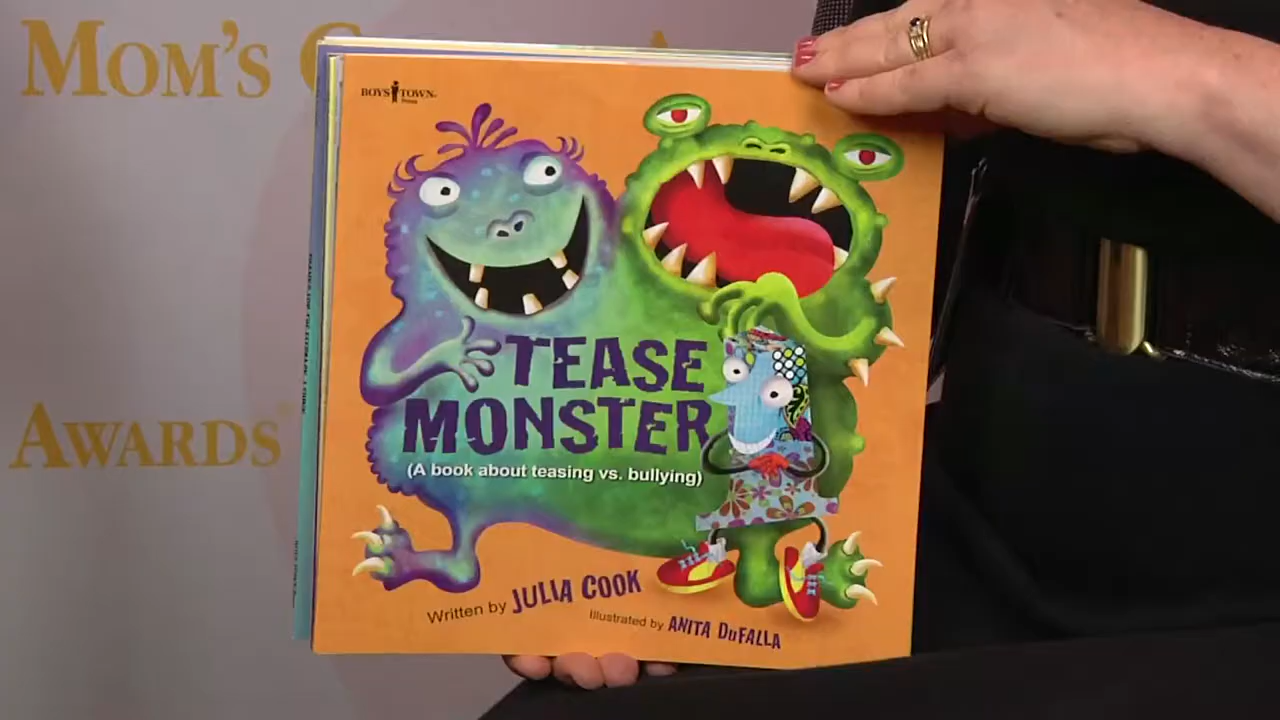 MOM'S
BOYS TOWN
Press
TEASE
MONSTER
(A book about teasing vs. bullying)
Written by JULIA COOK
Illustrated by ANITA DUFALLA
AWARDS